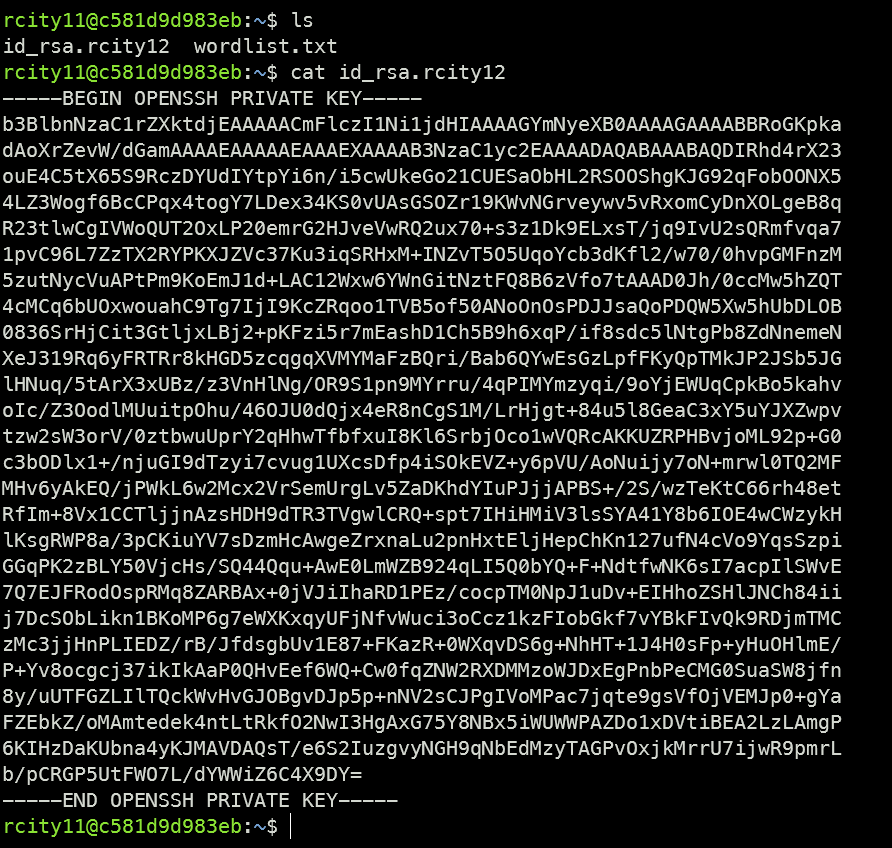 rcity11@c581d9d983eb:~$ ls
id_rsa.rcity12  wordlist.txt
rcity11@c581d9d983eb:~$ cat id_rsa.rcity12
-----BEGIN OPENSSH PRIVATE KEY-----
b3BlbnNzaC1rZXktdjEAAAAACmFlczI1Ni1jdHIAAAAGYmNyeXB0AAAAGAAAABBRoGKpka
dAoXrZevW/dGamAAAAEAAAAAEAAAEXAAAAB3NzaC1yc2EAAAADAQABAAABAQDIRhd4rX23
ouE4C5tX65S9RczDYUdIYtpYi6n/i5cwUkeGo21CUESaObHL2RSOOShgKJG92qFobOONX5
4LZ3Wogf6BcCPqx4togY7LDex34KS0vUAsGSOZr19KWvNGrveywv5vRxomCyDnXOLgeB8q
R23tlwCgIVWoQUT2OxLP20emrG2HJveVwRQ2ux70+s3z1Dk9ELxsT/jq9IvU2sQRmfvqa7
1pvC96L7ZzTX2RYPKXJZVc37Ku3iqSRHxM+INZvT5O5UqoYcb3dKfl2/w70/0hvpGMFnzM
5zutNycVuAPtPm9KoEmJ1d+LAC12Wxw6YWnGitNztFQ8B6zVfo7tAAAD0Jh/0ccMw5hZQT
4cMCq6bUOxwouahC9Tg7IjI9KcZRqoo1TVB5of50ANoOnOsPDJJsaQoPDQW5Xw5hUbDLOB
0836SrHjCit3GtljxLBj2+pKFzi5r7mEashD1Ch5B9h6xqP/if8sdc5lNtgPb8ZdNnemeN
XeJ319Rq6yFRTRr8kHGD5zcqgqXVMYMaFzBQri/Bab6QYwEsGzLpfFKyQpTMkJP2JSb5JG
lHNuq/5tArX3xUBz/z3VnHlNg/OR9S1pn9MYrru/4qPIMYmzyqi/9oYjEWUqCpkBo5kahv
oIc/Z3OodlMUuitpOhu/46OJU0dQjx4eR8nCgS1M/LrHjgt+84u5l8GeaC3xY5uYJXZwpv
tzw2sW3orV/0ztbwuUprY2qHhwTfbfxuI8Kl6SrbjOco1wVQRcAKKUZRPHBvjoML92p+G0
c3bODlx1+/njuGI9dTzyi7cvug1UXcsDfp4iSOkEVZ+y6pVU/AoNuijy7oN+mrwl0TQ2MF
MHv6yAkEQ/jPWkL6w2Mcx2VrSemUrgLv5ZaDKhdYIuPJjjAPBS+/2S/wzTeKtC66rh48et
RfIm+8Vx1CCTljjnAzsHDH9dTR3TVgwlCRQ+spt7IHiHMiV3lsSYA41Y8b6IOE4wCWzykH
lKsgRWP8a/3pCKiuYV7sDzmHcAwgeZrxnaLu2pnHxtEljHepChKn127ufN4cVo9YqsSzpi
GGqPK2zBLY50VjcHs/SQ44Qqu+AwE0LmWZB924qLI5Q0bYQ+F+NdtfwNK6sI7acpIlSWvE
7Q7EJFRodOspRMq8ZARBAx+0jVJiIhaRD1PEz/cocpTM0NpJ1uDv+EIHhoZSHlJNCh84ii
j7DcSObLikn1BKoMP6g7eWXKxqyUFjNfvWuci3oCcz1kzFIobGkf7vYBkFIvQk9RDjmTMC
zMc3jjHnPLIEDZ/rB/JfdsgbUv1E87+FKazR+0WXqvDS6g+NhHT+1J4H0sFp+yHuOHlmE/
P+Yv8ocgcj37ikIkAaP0QHvEef6WQ+Cw0fqZNW2RXDMMzoWJDxEgPnbPeCMG0SuaSW8jfn
8y/uUTFGZLIlTQckWvHvGJOBgvDJp5p+nNV2sCJPgIVoMPac7jqte9gsVfOjVEMJp0+gYa
FZEbkZ/oMAmtedek4ntLtRkfO2NwI3HgAxG75Y8NBx5iWUWWPAZDo1xDVtiBEA2LzLAmgP
6KIHzDaKUbna4yKJMAVDAQsT/e6S2IuzgvyNGH9qNbEdMzyTAGPvOxjkMrrU7ijwR9pmrL
b/pCRGP5UtFWO7L/dYWWiZ6C4X9DY=
-----END OPENSSH PRIVATE KEY-----
rcity11@c581d9d983eb:~$